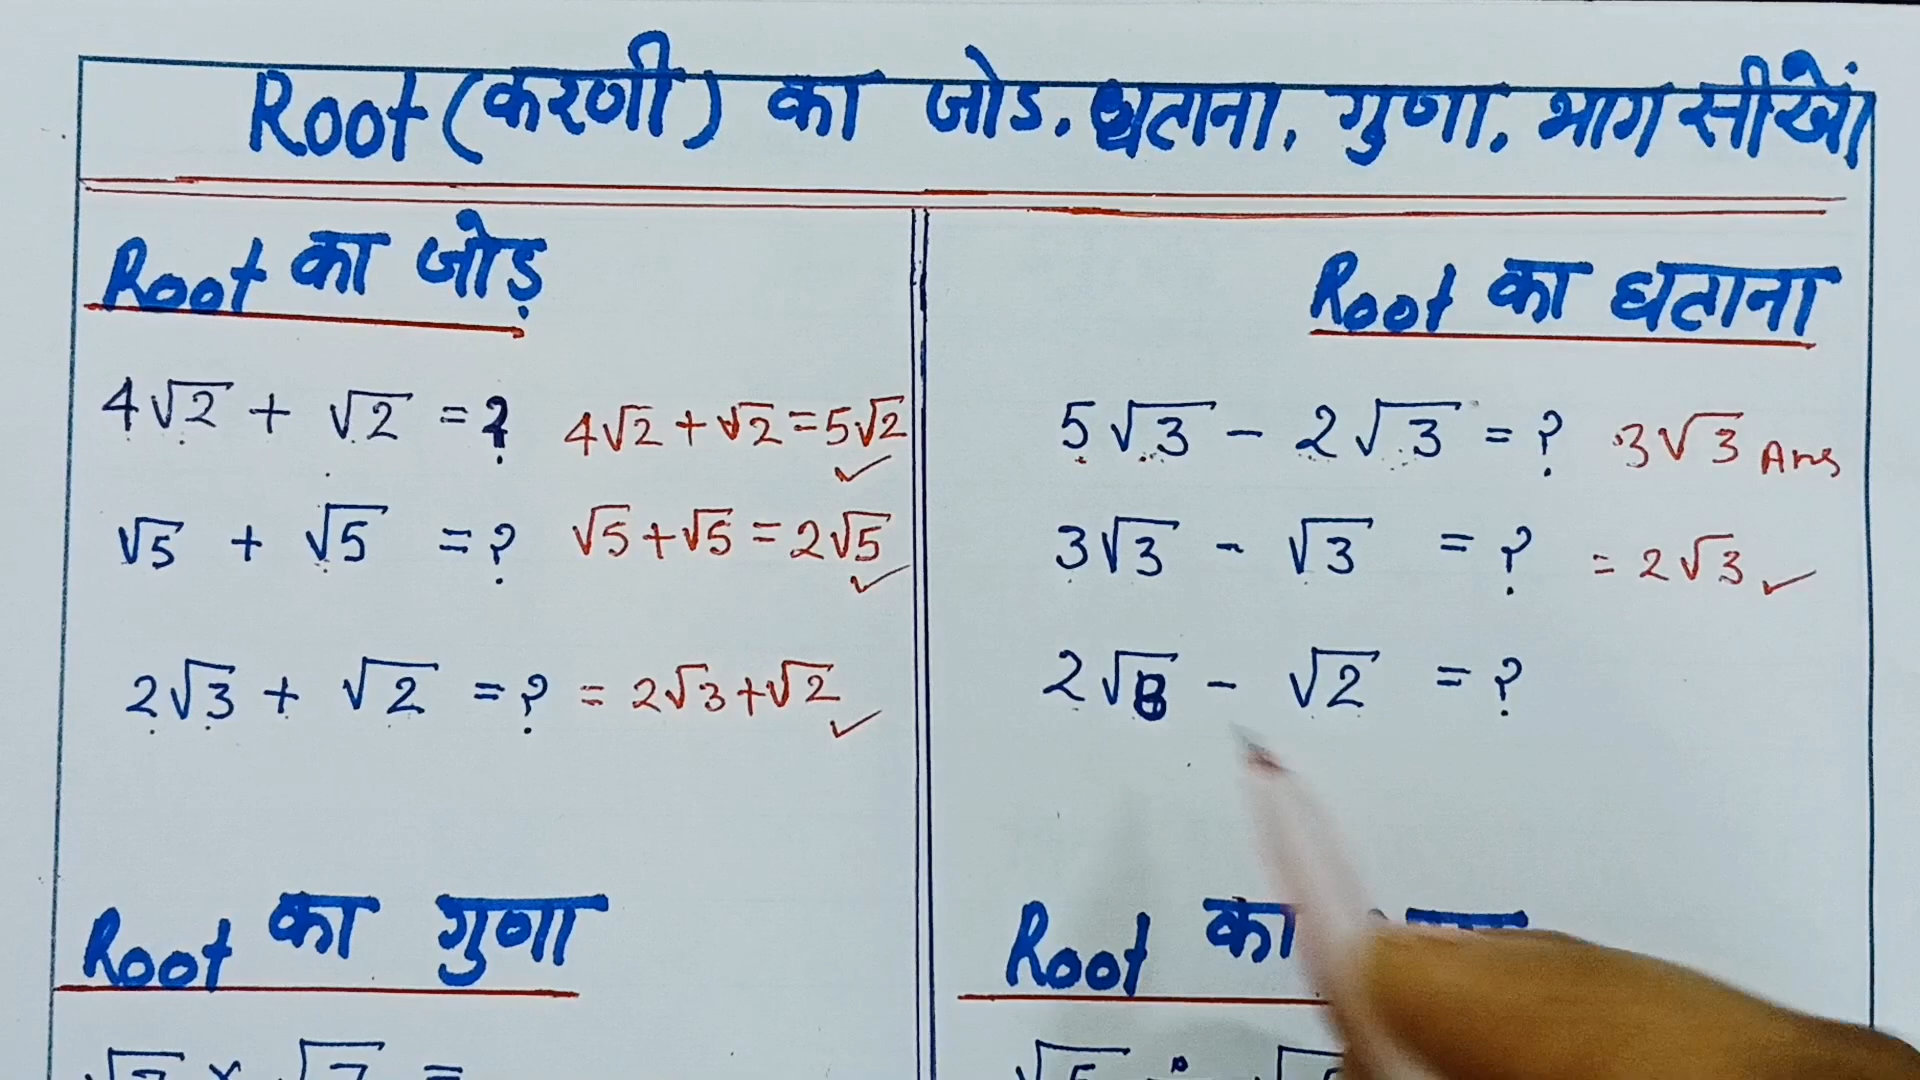 Root (करणी) का जोड, घटाना, गुणा, भाग सीखें
Root का जोड़
4√2 + √2 = ? 4√2 + √2 = 5√2
√5 + √5 = ? √5 + √5 = 2√5
2√3 + √2 = ? = 2√3 + √2
Root का घटाना
5√3 - 2√3 = ? 3√3 Ans
3√3 - √3 = ? = 2√3
- √2 = ?
Root का गुणा
Root का